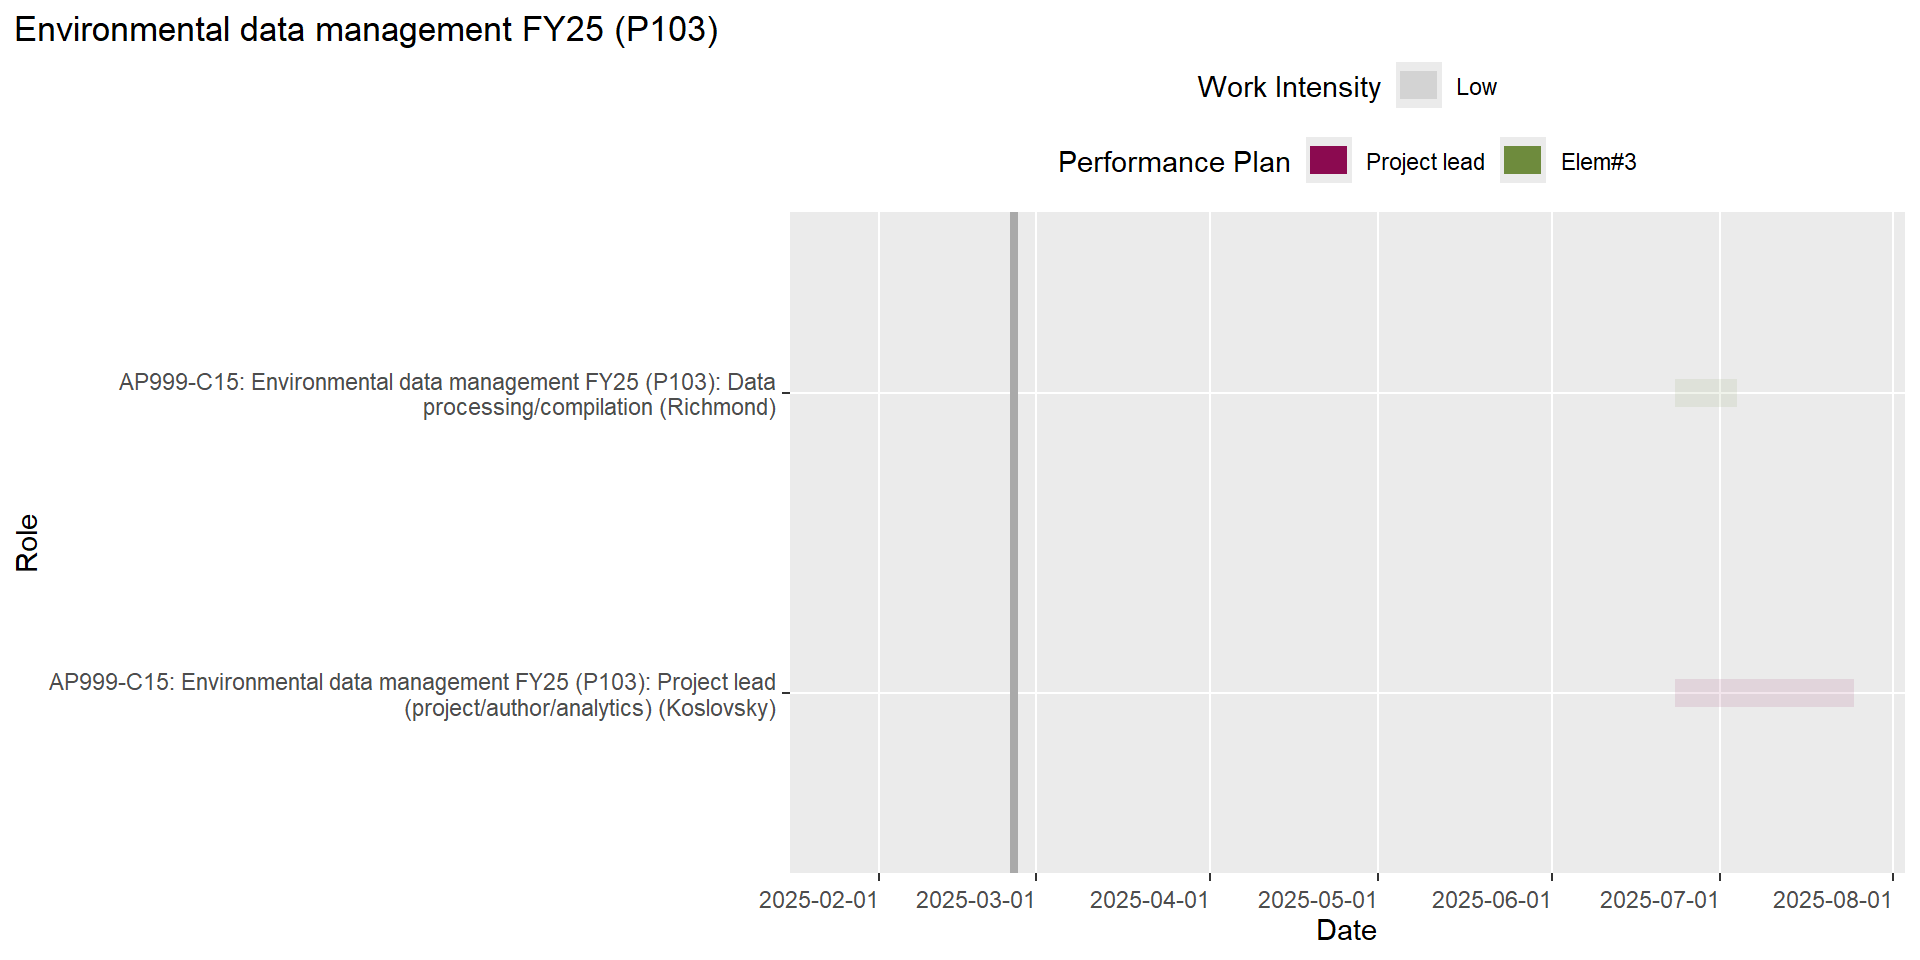 Environmental data management FY25 (P103)
Work Intensity Low
Performance Plan Project lead Elem#3
AP999-C15: Environmental data management FY25 (P103): Data
processing/compilation (Richmond)
Role
AP999-C15: Environmental data management FY25 (P103): Project lead
(project/author/analytics) (Koslovsky)
2025-02-01 2025-03-01 2025-04-01 2025-05-01 2025-06-01 2025-07-01 2025-08-01
Date